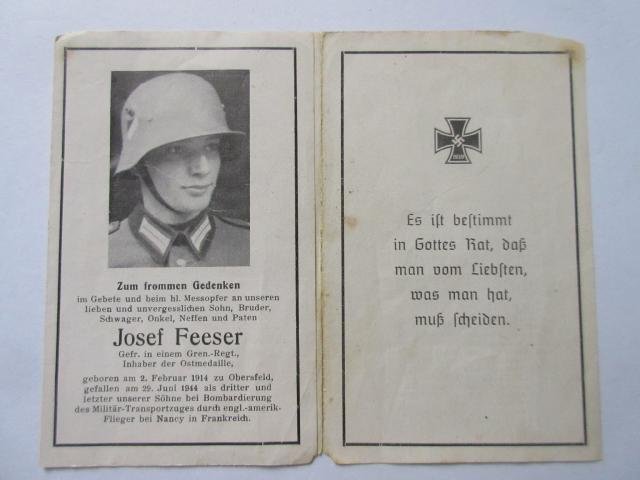 Zum frommen Gedenken
im Gebete und beim hl. Messopfer an unseren
lieben und unvergesslichen Sohn, Bruder,
Schwager, Onkel, Neffen und Paten
Josef Feeser
Gefr. in einem Gren.-Regt.,
Inhaber der Ostmedaille,
geboren am 2. Februar 1914 zu Obersfeld,
gefallen am 29. Juni 1944 als dritter und
letzter unserer Söhne bei Bombardierung
des Militär-Transportzuges durch engl.-amerik-
Flieger bei Nancy in Frankreich.
1939
Es ist bestimmt
in Gottes Rat, daß
man vom Liebsten,
was man hat,
muß scheiden.